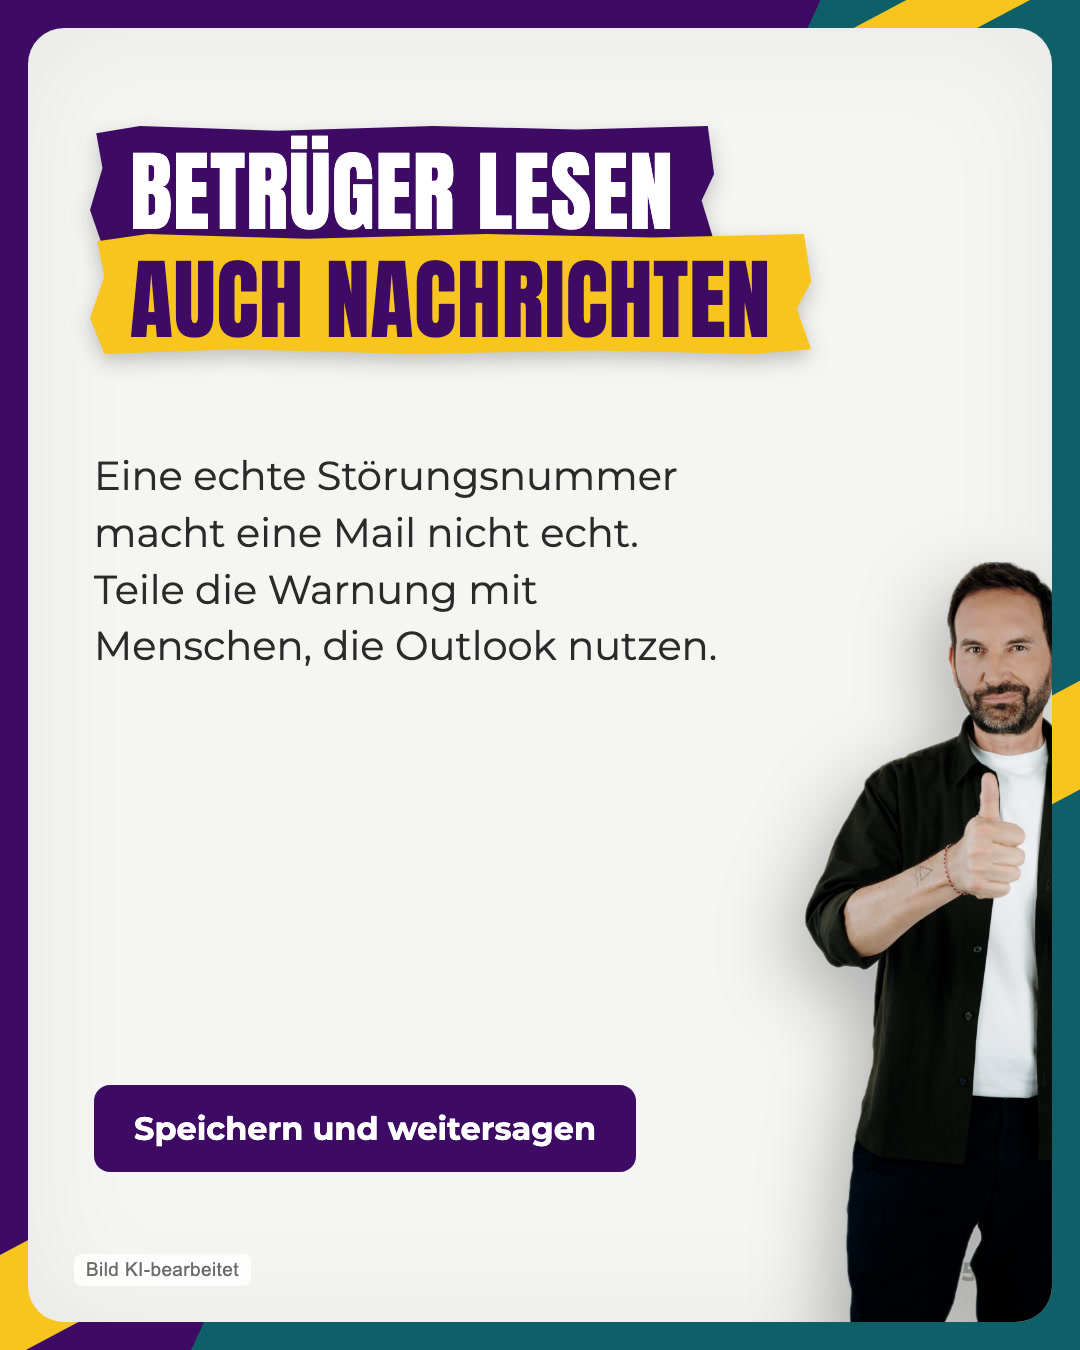 BETRÜGER LESEN
AUCH NACHRICHTEN
Eine echte Störungsnummer
macht eine Mail nicht echt.
Teile die Warnung mit
Menschen, die Outlook nutzen.
Speichern und weitersagen
Bild KI-bearbeitet